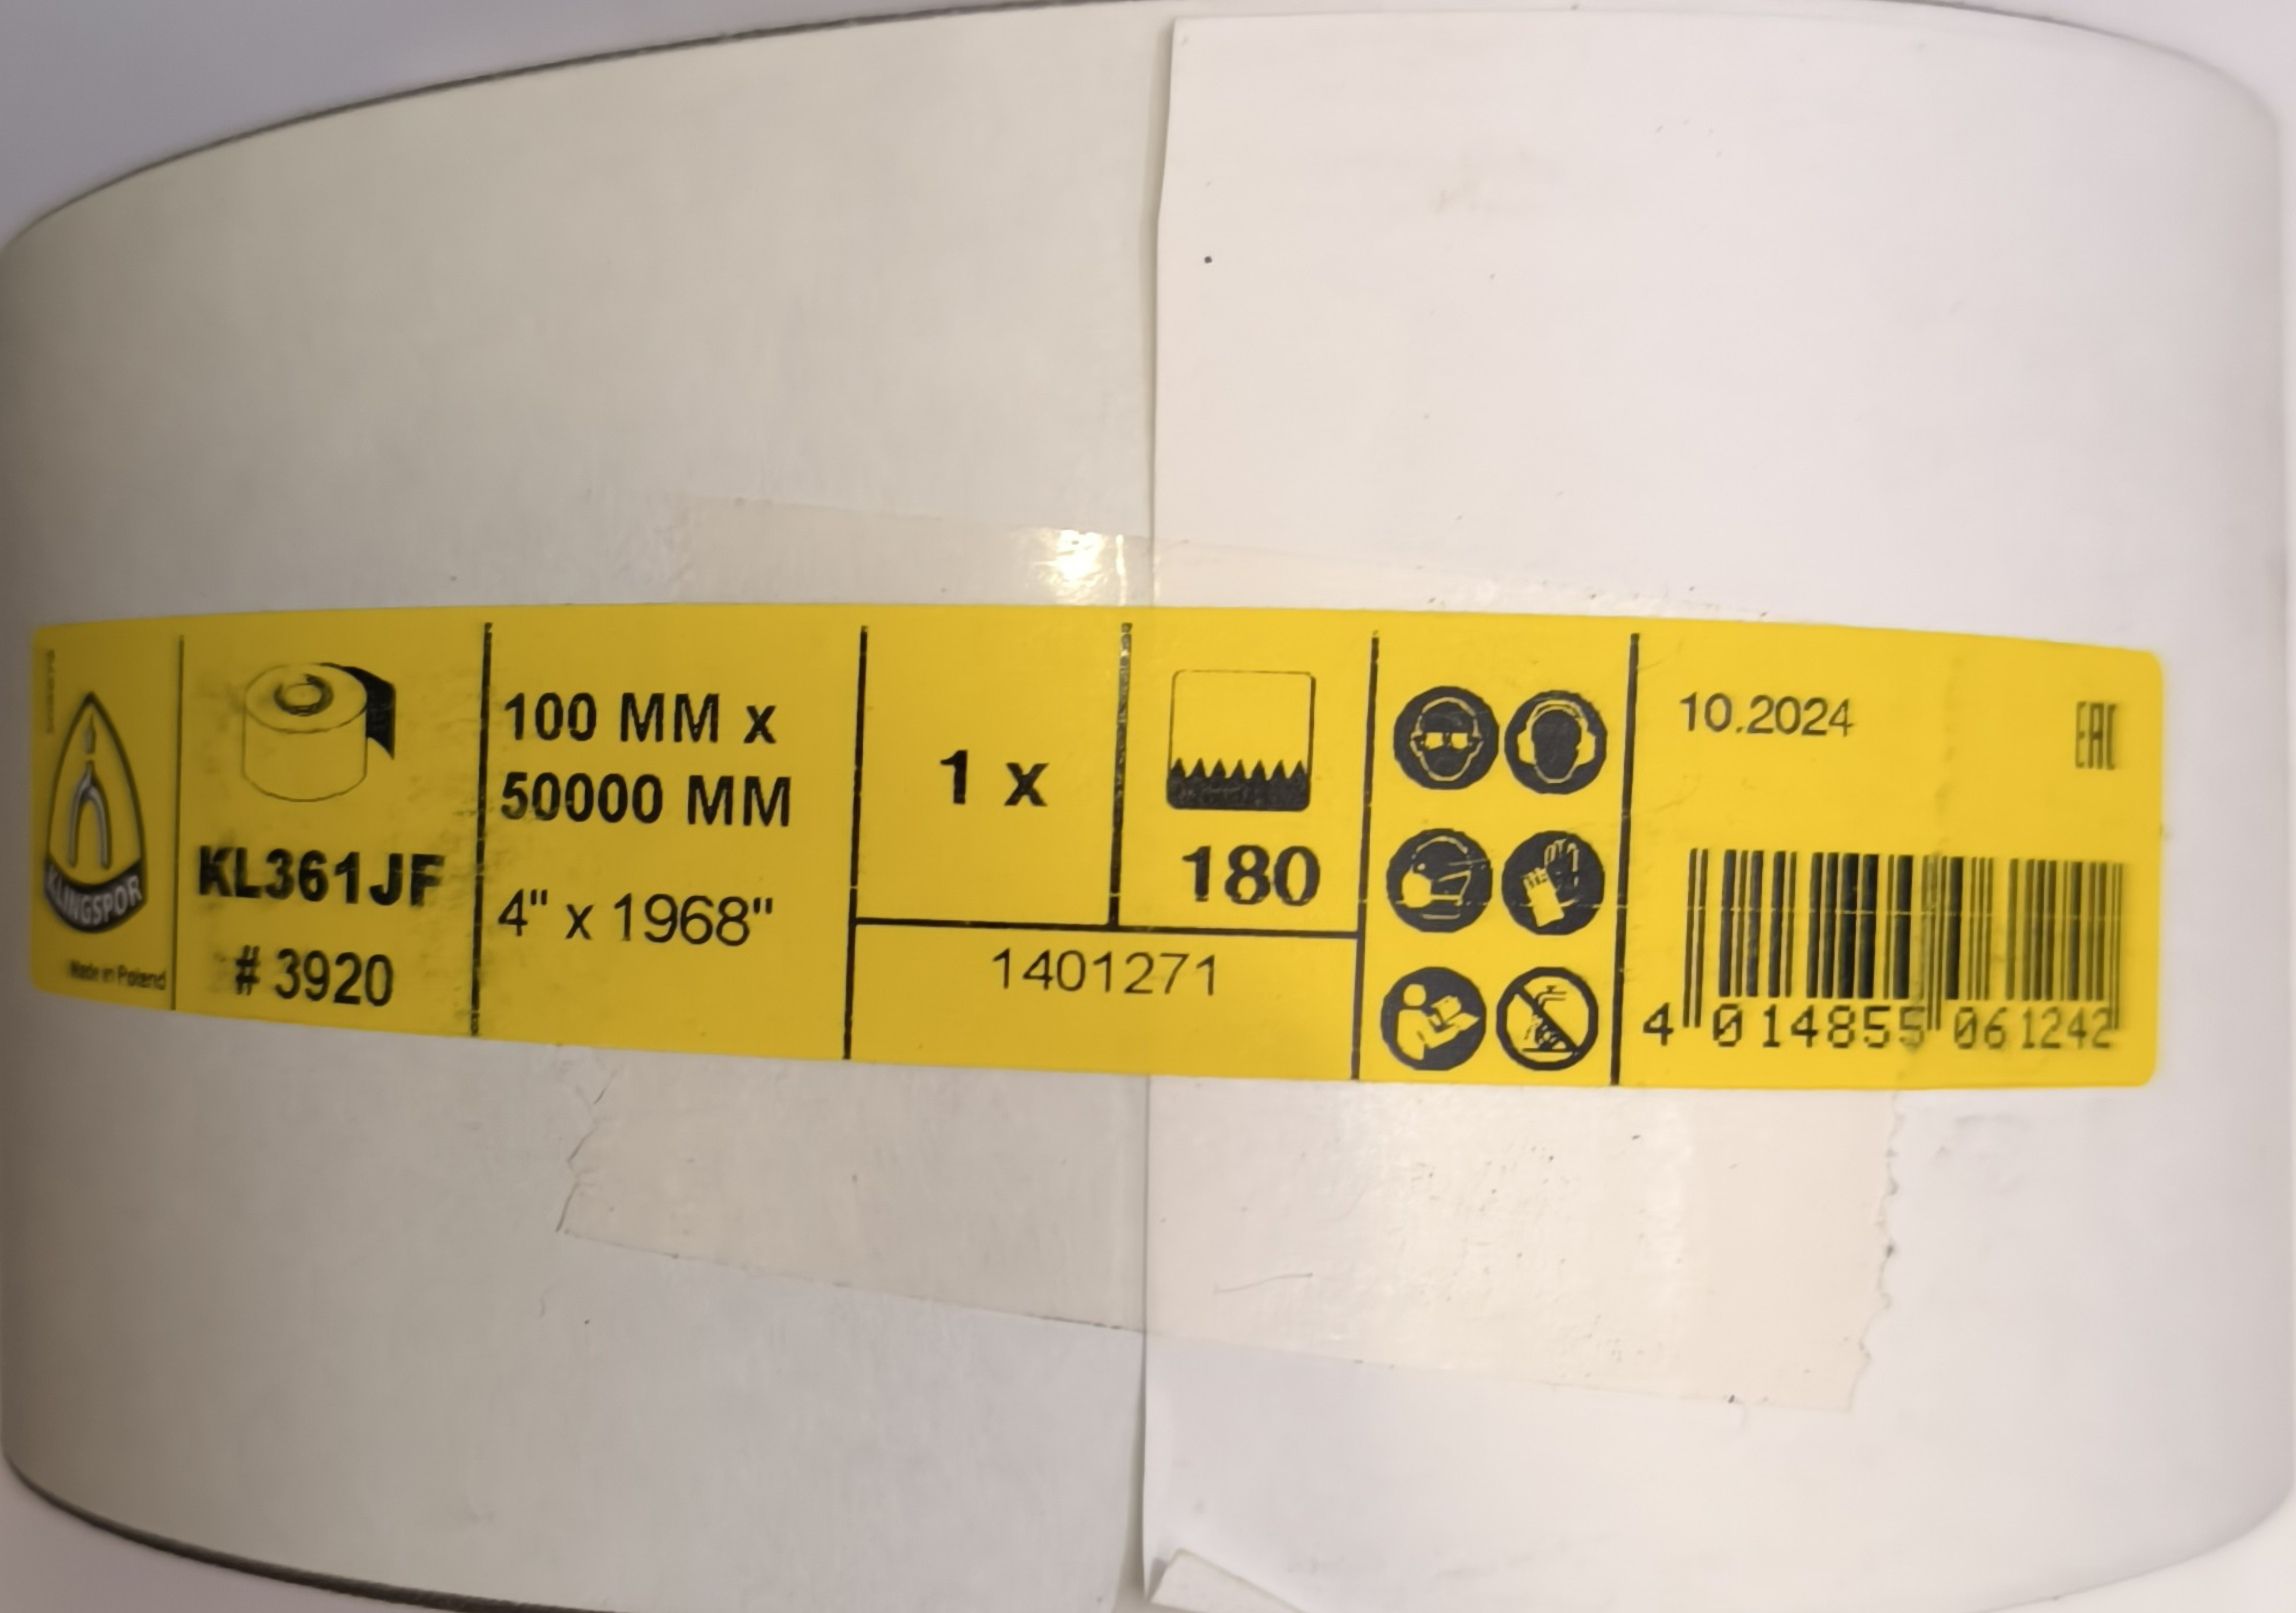 KLINGSPOR
Made in Poland
KL361JF
# 3920
100 MM x
50000 MM
4" x 1968"
1 x
180
1401271
10.2024
EAC
4 014855 061242